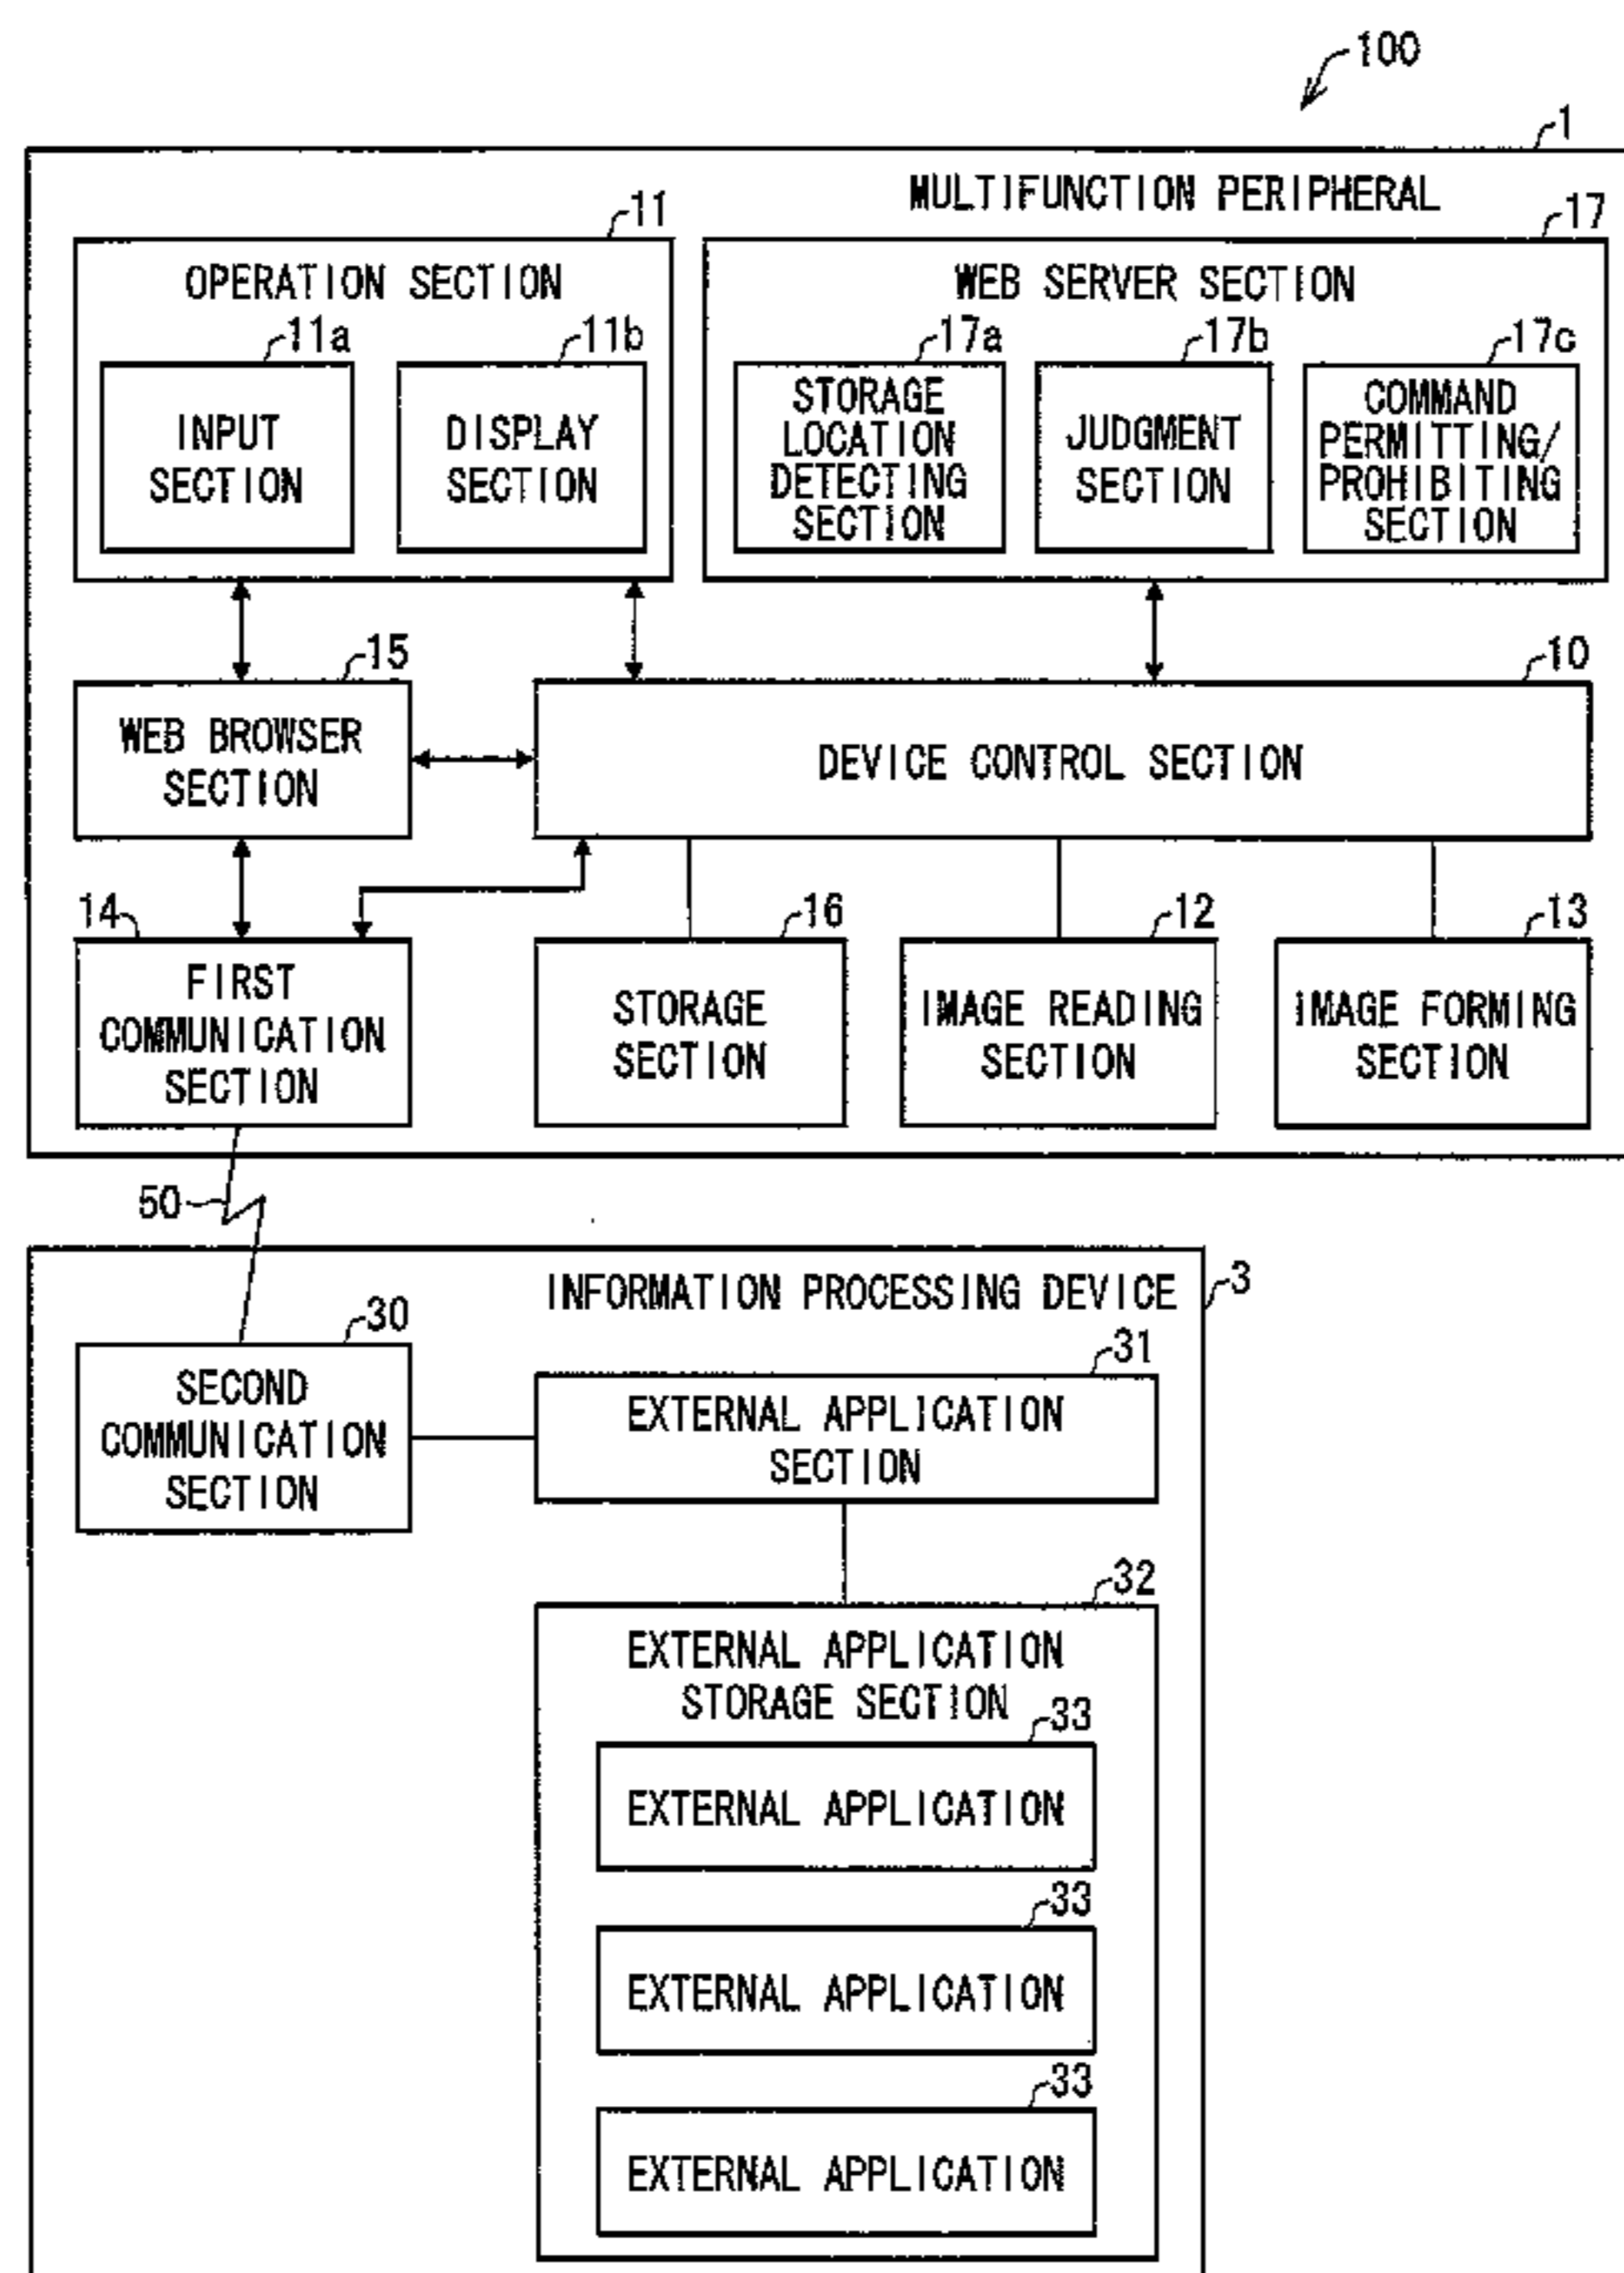 100
1
MULTIFUNCTION PERIPHERAL
11
17
OPERATION SECTION
WEB SERVER SECTION
11a
11b
17a
17b
17c
INPUT
SECTION
DISPLAY
SECTION
STORAGE
LOCATION
DETECTING
SECTION
JUDGMENT
SECTION
COMMAND
PERMITTING/
PROHIBITING
SECTION
15
10
WEB BROWSER
SECTION
DEVICE CONTROL SECTION
14
16
12
13
FIRST
COMMUNICATION
SECTION
STORAGE
SECTION
IMAGE READING
SECTION
IMAGE FORMING
SECTION
50
INFORMATION PROCESSING DEVICE
3
30
31
SECOND
COMMUNICATION
SECTION
EXTERNAL APPLICATION
SECTION
32
EXTERNAL APPLICATION
STORAGE SECTION
33
EXTERNAL APPLICATION
33
EXTERNAL APPLICATION
33
EXTERNAL APPLICATION